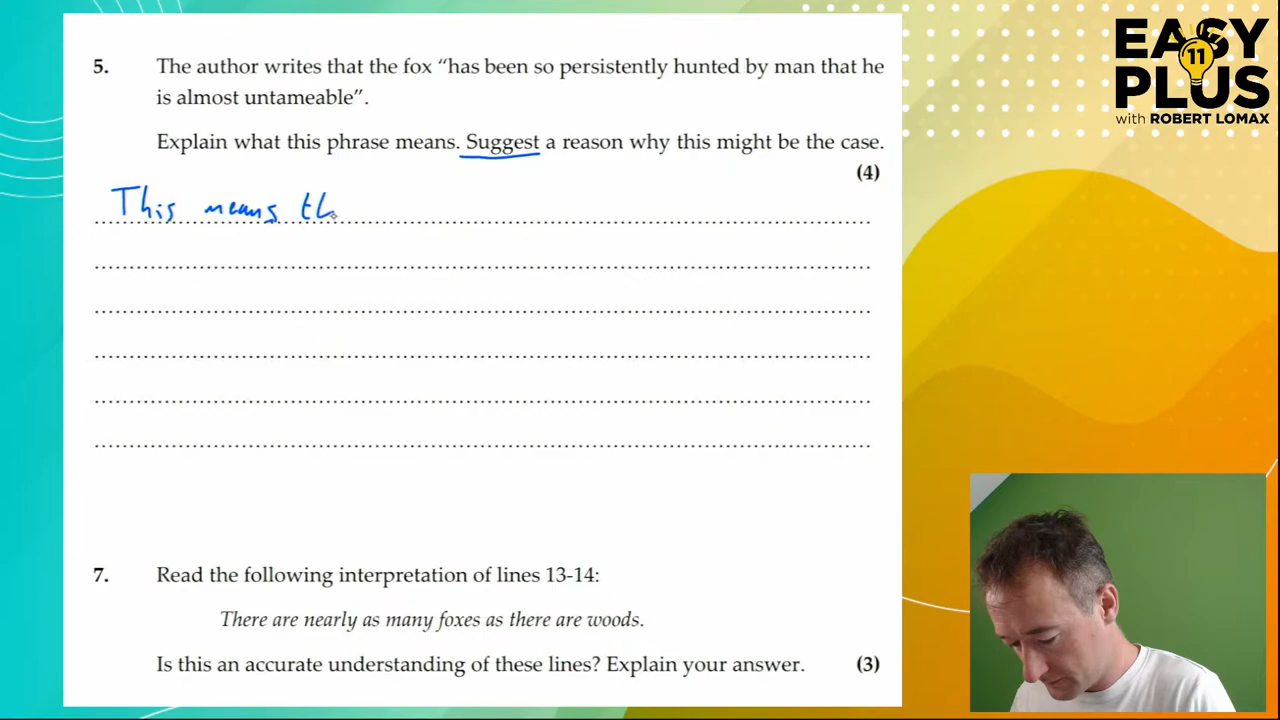 5. The author writes that the fox “has been so persistently hunted by man that he
is almost untameable”.
Explain what this phrase means. Suggest a reason why this might be the case.
(4)
This means th
7. Read the following interpretation of lines 13-14:
There are nearly as many foxes as there are woods.
Is this an accurate understanding of these lines? Explain your answer. (3)
EASY
11
PLUS
with ROBERT LOMAX